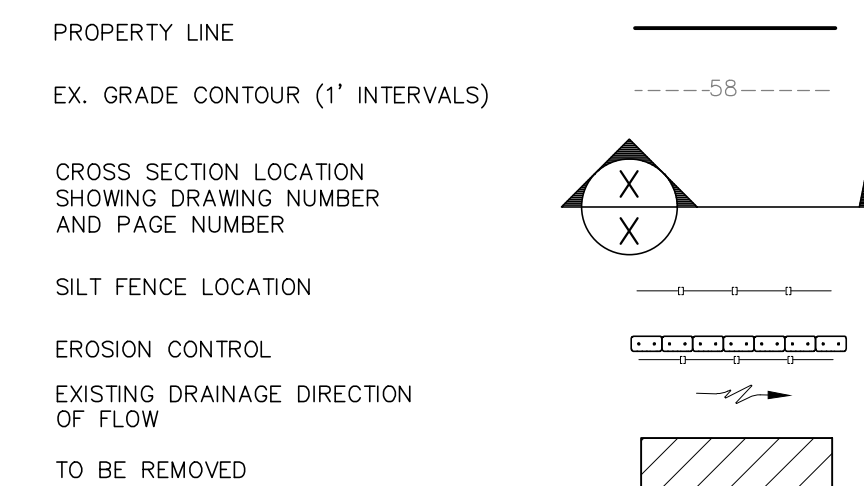 PROPERTY LINE
EX. GRADE CONTOUR (1' INTERVALS)
58
CROSS SECTION LOCATION
SHOWING DRAWING NUMBER
AND PAGE NUMBER
X
X
SILT FENCE LOCATION
EROSION CONTROL
EXISTING DRAINAGE DIRECTION
OF FLOW
TO BE REMOVED